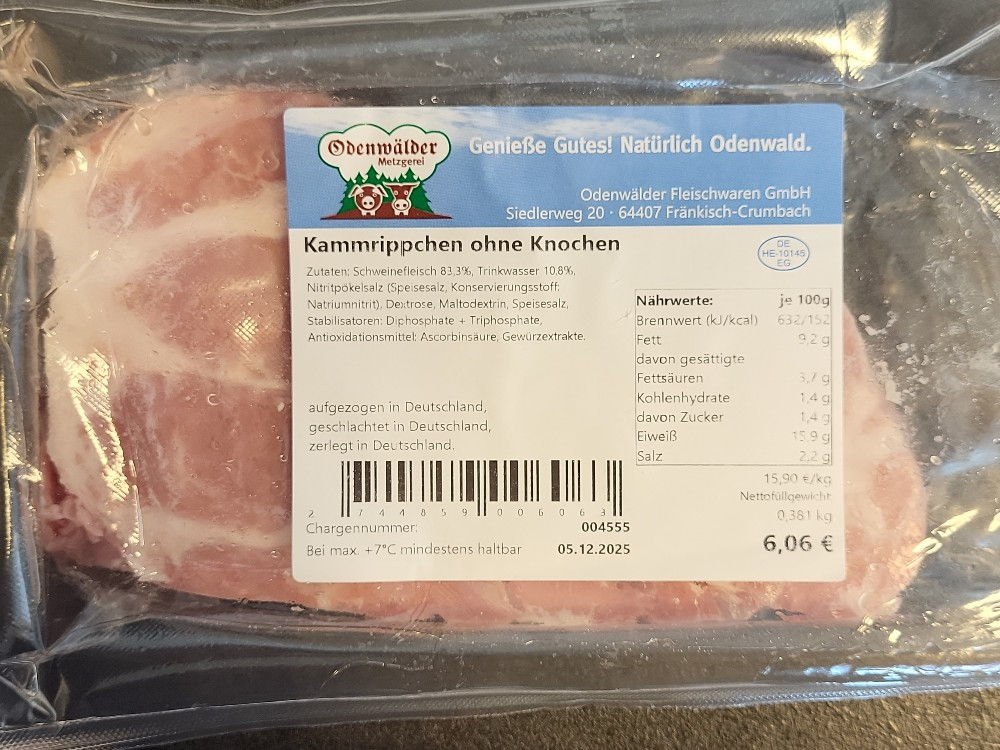 Odenwälder
Metzgerei
Genieße Gutes! Natürlich Odenwald.
Odenwälder Fleischwaren GmbH
Siedlerweg 20 · 64407 Fränkisch-Crumbach
Kammrippchen ohne Knochen
DE
HE-10145
EG
Zutaten: Schweinefleisch 83,3%, Trinkwasser 10,8%,
Nitritpökelsalz (Speisesalz, Konservierungsstoff:
Natriumnitrit), Dextrose, Maltodextrin, Speisesalz,
Stabilisatoren: Diphosphate + Triphosphate,
Antioxidationsmittel: Ascorbinsäure, Gewürzextrakte.
Nährwerte: je 100g
Brennwert (kJ/kcal) 632/152
Fett 9,2 g
davon gesättigte
Fettsäuren 3,7 g
Kohlenhydrate 1,4 g
davon Zucker 1,4 g
Eiweiß 15,9 g
Salz 2,2 g
aufgezogen in Deutschland,
geschlachtet in Deutschland,
zerlegt in Deutschland.
2 744859 006063
15,90 €/kg
Nettofüllgewicht
0,381 kg
6,06 €
Chargennummer: 004555
Bei max. +7°C mindestens haltbar 05.12.2025